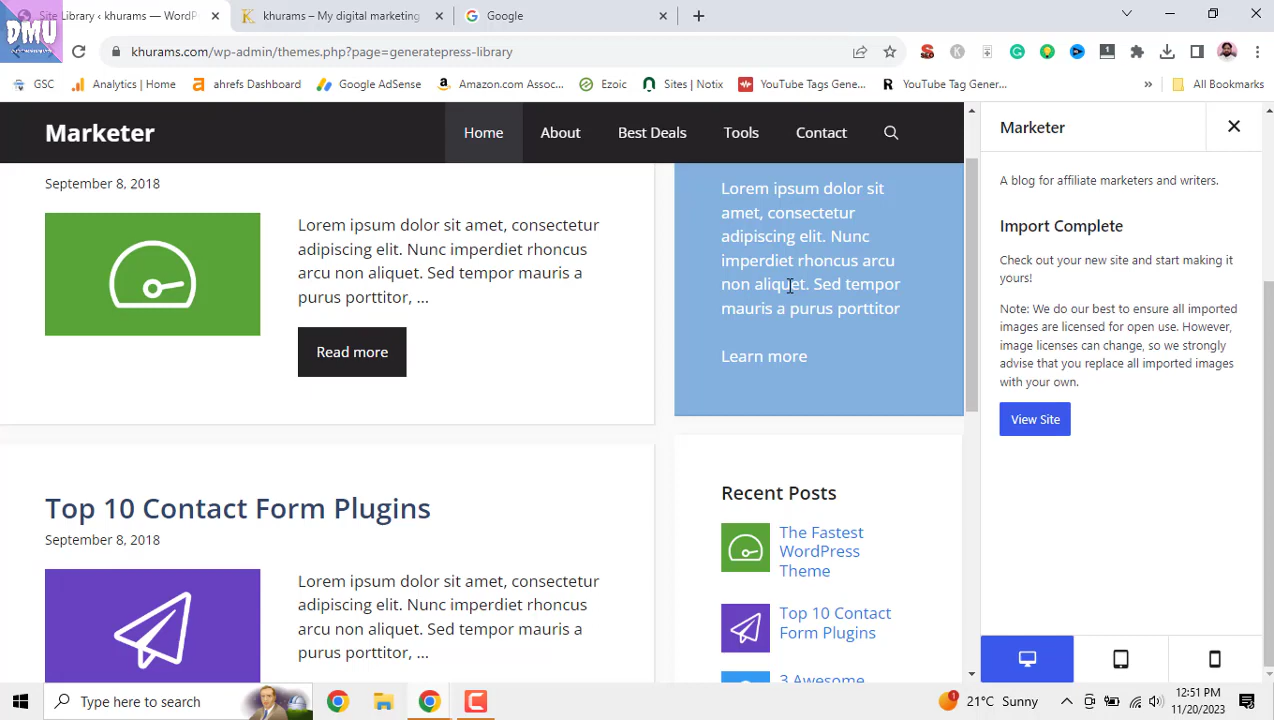 Site Library ‹ khurams — WordP
khurams – My digital marketing
Google
DMU
khurams.com/wp-admin/themes.php?page=generatepress-library
GSC
Analytics | Home
ahrefs Dashboard
Google AdSense
Amazon.com Assoc...
Ezoic
Sites | Notix
YouTube Tags Gene...
YouTube Tag Gener...
»
All Bookmarks
Marketer
Home
About
Best Deals
Tools
Contact
September 8, 2018
Lorem ipsum dolor sit amet, consectetur
adipiscing elit. Nunc imperdiet rhoncus
arcu non aliquet. Sed tempor mauris a
purus porttitor, ...
Read more
Top 10 Contact Form Plugins
September 8, 2018
Lorem ipsum dolor sit amet, consectetur
adipiscing elit. Nunc imperdiet rhoncus
arcu non aliquet. Sed tempor mauris a
purus porttitor, ...
Lorem ipsum dolor sit
amet, consectetur
adipiscing elit. Nunc
imperdiet rhoncus arcu
non aliquet. Sed tempor
mauris a purus porttitor
Learn more
Recent Posts
The Fastest
WordPress
Theme
Top 10 Contact
Form Plugins
3 Awesome
Marketer
A blog for affiliate marketers and writers.
Import Complete
Check out your new site and start making it
yours!
Note: We do our best to ensure all imported
images are licensed for open use. However,
image licenses can change, so we strongly
advise that you replace all imported images
with your own.
View Site
Type here to search
21°C Sunny
12:51 PM
11/20/2023